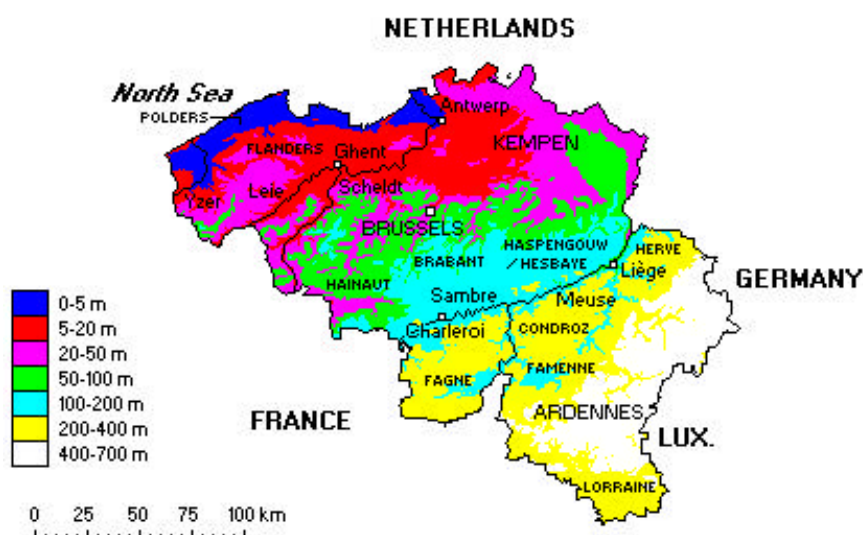 NETHERLANDS
North Sea
POLDERS
Antwerp
FLANDERS
Ghent
KEMPEN
Yzer
Leie
Scheldt
BRUSSELS
HASPENGOUW
BRABANT
/ HESBAYE
HERVE
Liège
GERMANY
HAINAUT
Sambre
Meuse
Charleroi
CONDROZ
FAGNE
FAMENNE
ARDENNES
FRANCE
LUX.
LORRAINE
0-5 m
5-20 m
20-50 m
50-100 m
100-200 m
200-400 m
400-700 m
0 25 50 75 100 km